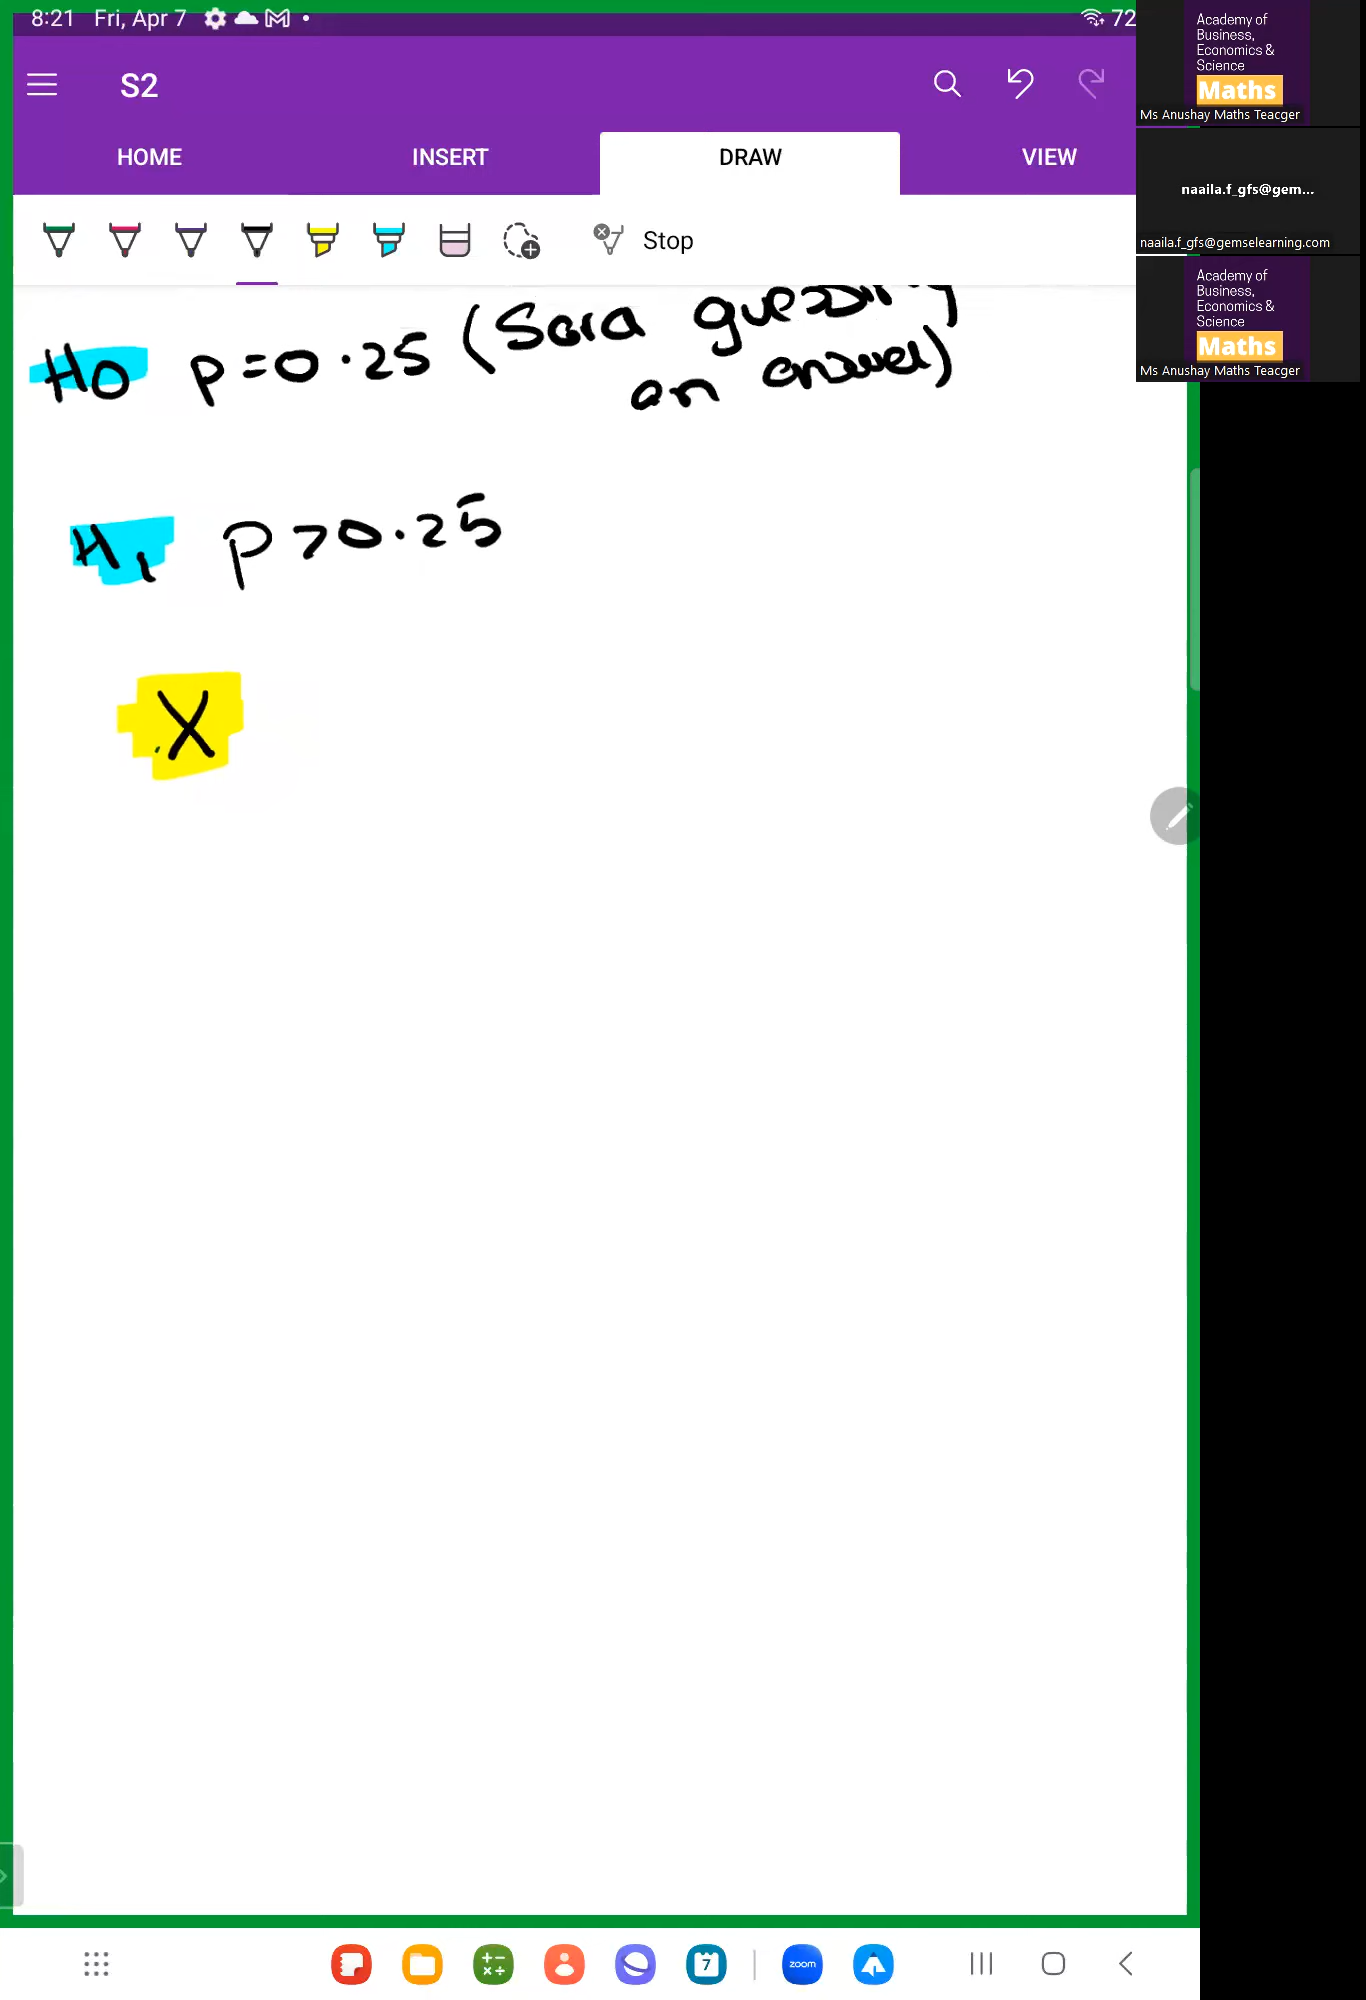 8:21 Fri, Apr 7
72
S2
HOME INSERT DRAW VIEW
Stop
H0 p=0.25 (Sara guessing
an answer)
H1 p>0.25
X
Academy of
Business,
Economics &
Science
Maths
Ms Anushay Maths Teacger
naaila.f_gfs@gem...
naaila.f_gfs@gemselearning.com
Academy of
Business,
Economics &
Science
Maths
Ms Anushay Maths Teacger
7
zoom